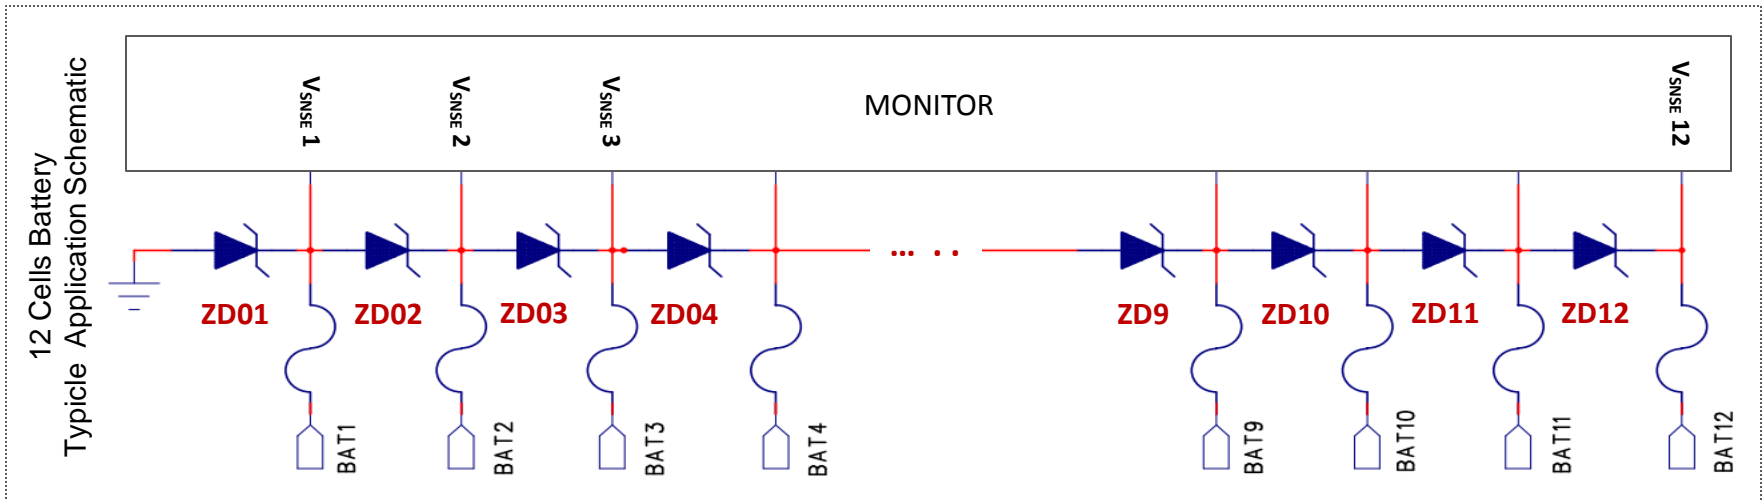 12 Cells Battery
Typicle Application Schematic
VSNSE 1
VSNSE 2
VSNSE 3
MONITOR
VSNSE 12
... . .
ZD01
ZD02
ZD03
ZD04
ZD9
ZD10
ZD11
ZD12
BAT1
BAT2
BAT3
BAT4
BAT9
BAT10
BAT11
BAT12